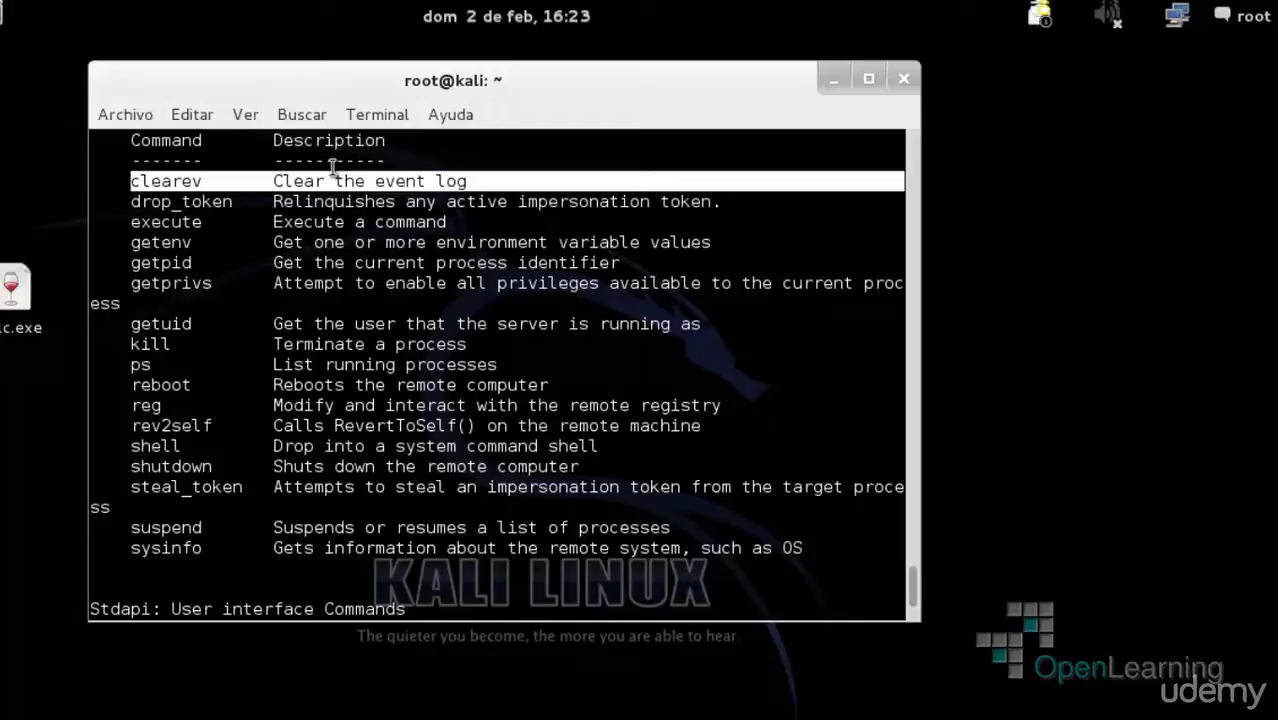 dom 2 de feb, 16:23
root
root@kali: ~
Archivo Editar Ver Buscar Terminal Ayuda
Command Description
------- -----------
clearev Clear the event log
drop_token Relinquishes any active impersonation token.
execute Execute a command
getenv Get one or more environment variable values
getpid Get the current process identifier
getprivs Attempt to enable all privileges available to the current proc
ess
getuid Get the user that the server is running as
kill Terminate a process
ps List running processes
reboot Reboots the remote computer
reg Modify and interact with the remote registry
rev2self Calls RevertToSelf() on the remote machine
shell Drop into a system command shell
shutdown Shuts down the remote computer
steal_token Attempts to steal an impersonation token from the target proce
ss
suspend Suspends or resumes a list of processes
sysinfo Gets information about the remote system, such as OS
Stdapi: User interface Commands
ic.exe
KALI LINUX
The quieter you become, the more you are able to hear.
OpenLearning
udemy